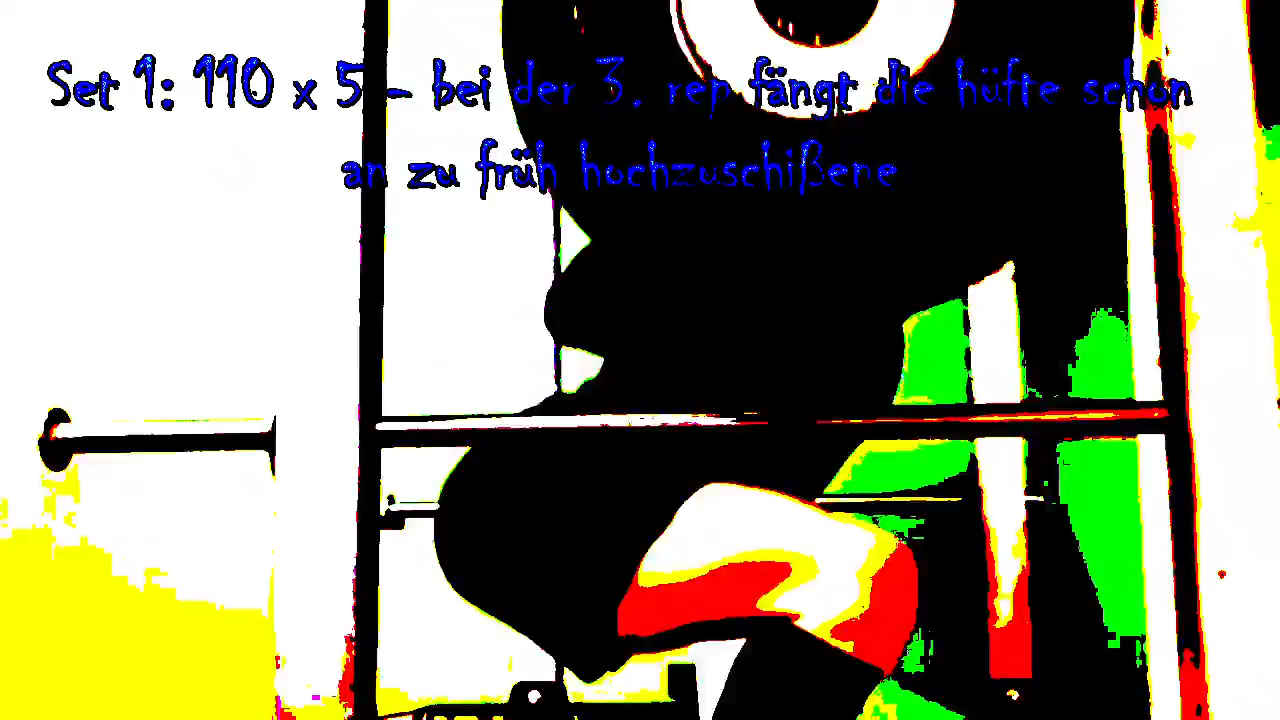 Set 1: 110 x 5 - bei der 3. rep fängt die hüfte schon
an zu früh hochzuschißene